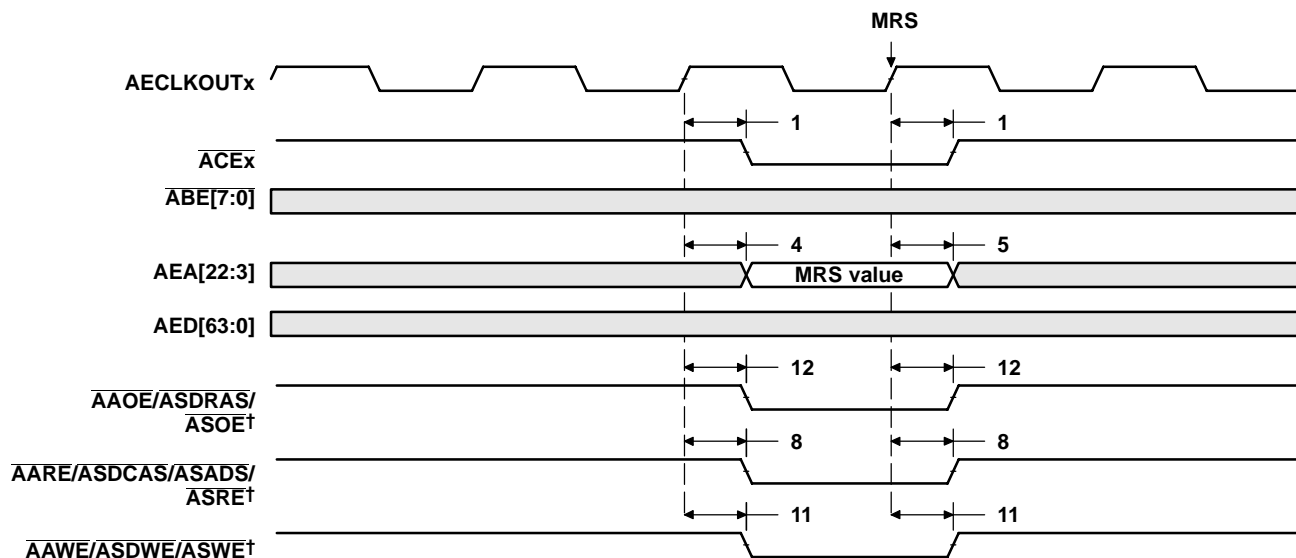 MRS
AECLKOUTx
1 1
ACEx
ABE[7:0]
4 5
AEA[22:3] MRS value
AED[63:0]
12 12
AAOE/ASDRAS/
ASOE†
8 8
AARE/ASDCAS/ASADS/
ASRE†
11 11
AAWE/ASDWE/ASWE†